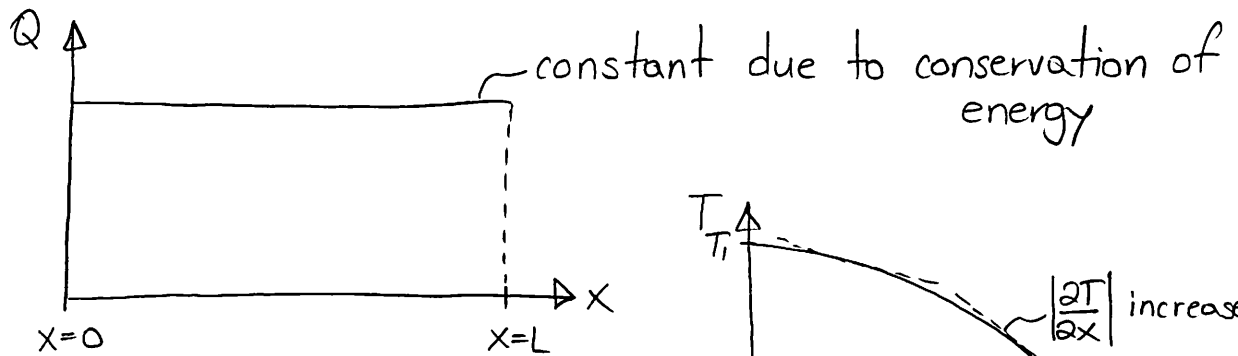 Q
constant due to conservation of
energy
T
T₁
|∂T/∂x| increase
X
X=0
X=L